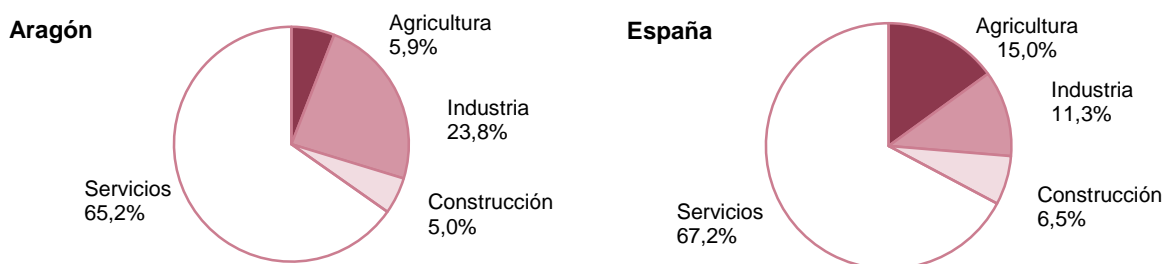 Aragón
Agricultura
5,9%
Industria
23,8%
Construcción
5,0%
Servicios
65,2%
España
Agricultura
15,0%
Industria
11,3%
Construcción
6,5%
Servicios
67,2%